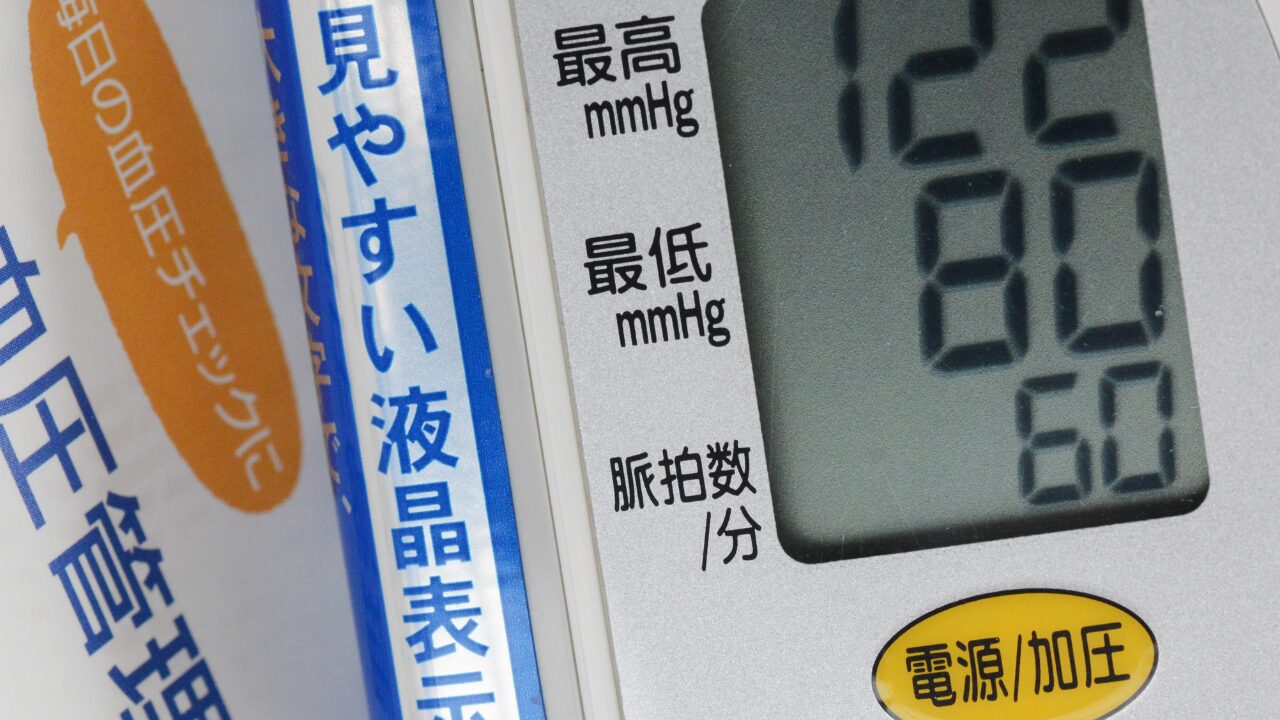 毎日の血圧チェックに
血圧管理
見やすい液晶表示
最高
mmHg
122
最低
mmHg
80
脈拍数
/分
60
電源/加圧